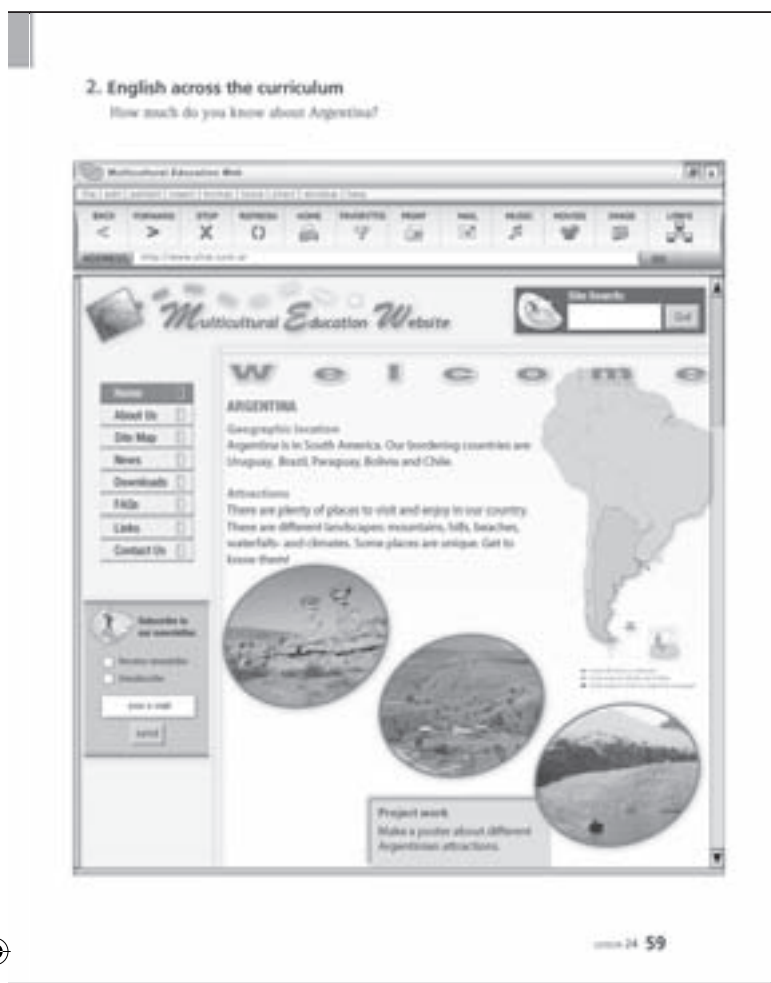 2. English across the curriculum
How much do you know about Argentina?
Multicultural Education Web
BACK FORWARD STOP REFRESH HOME FAVORITES PRINT MAIL MUSIC MOVIES IMAGE LINKS
ADDRESS
Multicultural Education Website
Site Search:
Go!
Welcome
Home
About Us
Site Map
News
Downloads
FAQs
Links
Contact Us
ARGENTINA
Geographic location
Argentina is in South America. Our bordering countries are
Uruguay, Brazil, Paraguay, Bolivia and Chile.
Attractions
There are plenty of places to visit and enjoy in our country.
There are different landscapes: mountains, hills, beaches,
waterfalls- and climates. Some places are unique. Get to
know them!
Subscribe to
our newsletter
Receive newsletter
Unsubscribe
your e-mail
send
Project work
Make a poster about different
Argentinian attractions.
24 59